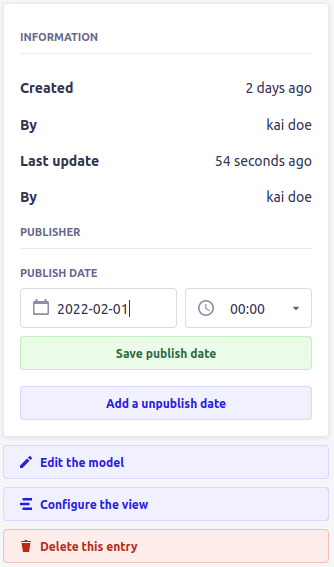 INFORMATION
Created 2 days ago
By kai doe
Last update 54 seconds ago
By kai doe
PUBLISHER
PUBLISH DATE
2022-02-01 00:00
Save publish date
Add a unpublish date
Edit the model
Configure the view
Delete this entry